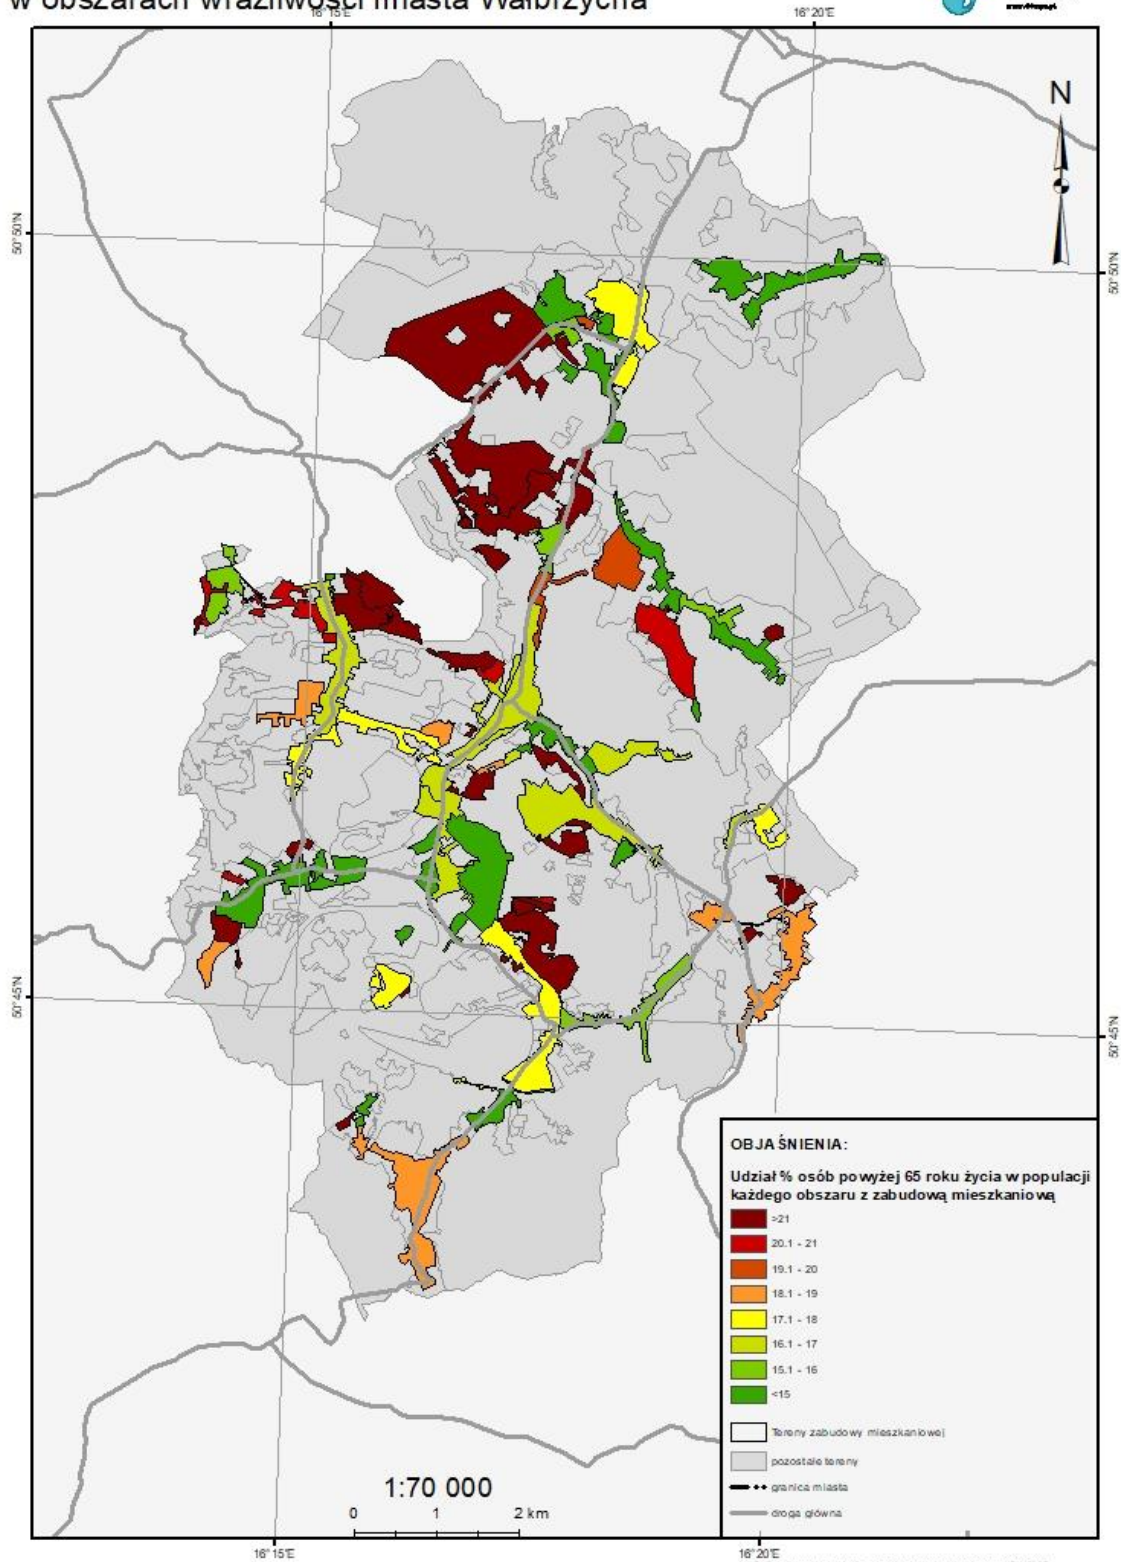 w obszarach wrażliwości miasta Wałbrzycha
16°15'E
16°20'E
N
50°50'N
50°50'N
50°45'N
50°45'N
OBJAŚNIENIA:
Udział % osób powyżej 65 roku życia w populacji
każdego obszaru z zabudową mieszkaniową
>21
20.1 - 21
19.1 - 20
18.1 - 19
17.1 - 18
16.1 - 17
15.1 - 16
<15
Tereny zabudowy mieszkaniowej
pozostałe tereny
granica miasta
droga główna
1:70 000
0 1 2 km
16°15'E
16°20'E